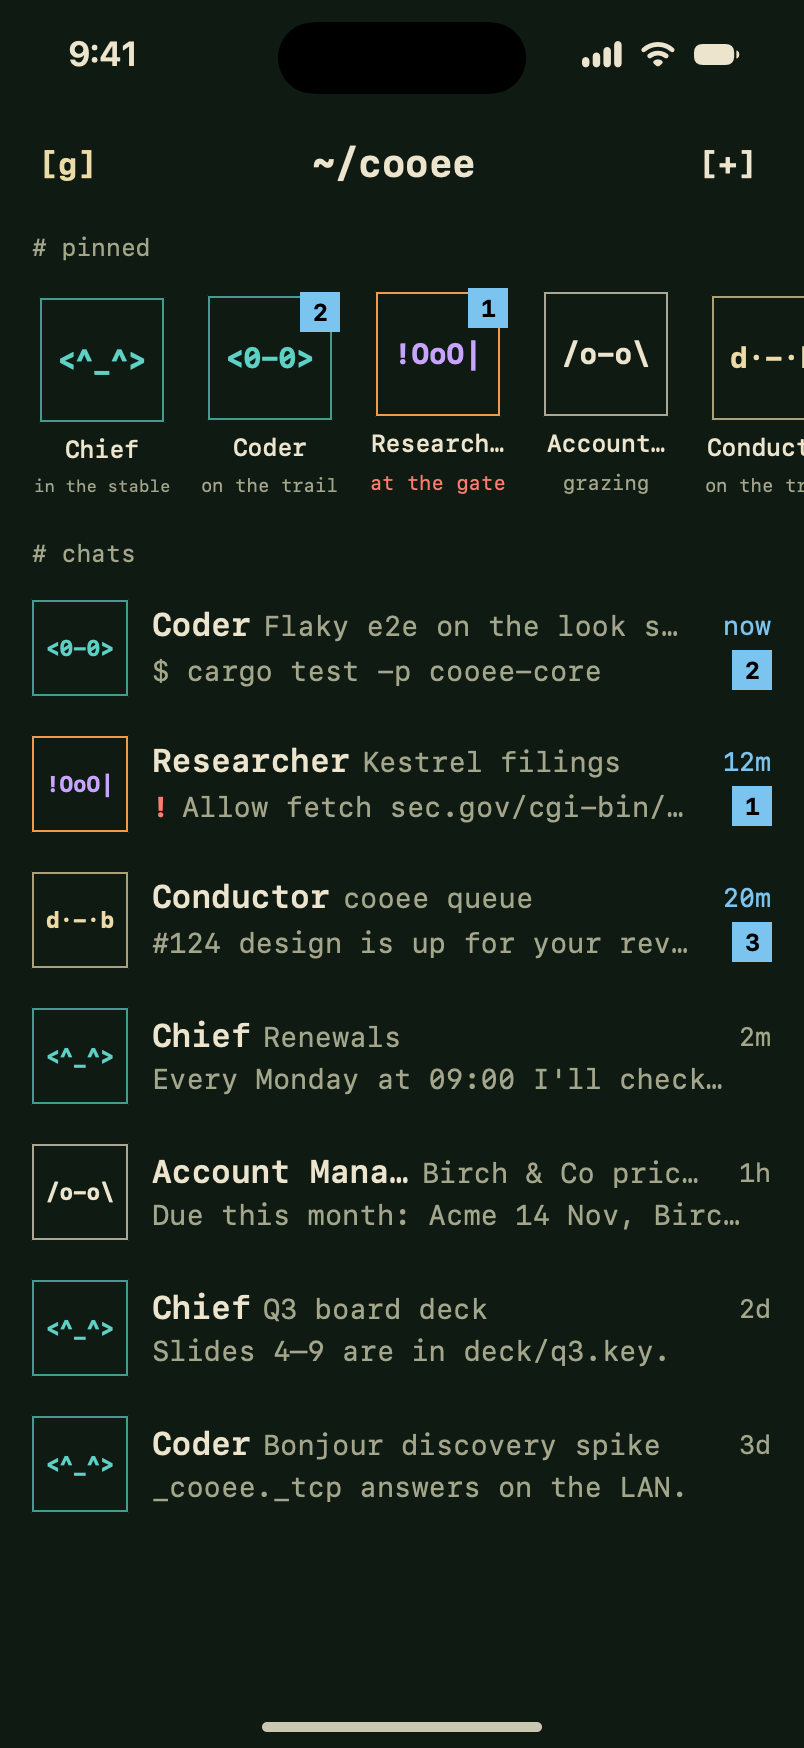 9:41
[g] ~/cooee [+]
# pinned
<^_^> <0-0> 2 !OoO| 1 /o-o\ d·-·
Chief Coder Research… Account… Conduct
in the stable on the trail at the gate grazing on the tr
# chats
<0-0> Coder Flaky e2e on the look s… now
$ cargo test -p cooee-core 2
!OoO| Researcher Kestrel filings 12m
! Allow fetch sec.gov/cgi-bin/… 1
d·-·b Conductor cooee queue 20m
#124 design is up for your rev… 3
<^_^> Chief Renewals 2m
Every Monday at 09:00 I'll check…
/o-o\ Account Mana… Birch & Co pric… 1h
Due this month: Acme 14 Nov, Birc…
<^_^> Chief Q3 board deck 2d
Slides 4–9 are in deck/q3.key.
<^_^> Coder Bonjour discovery spike 3d
_cooee._tcp answers on the LAN.